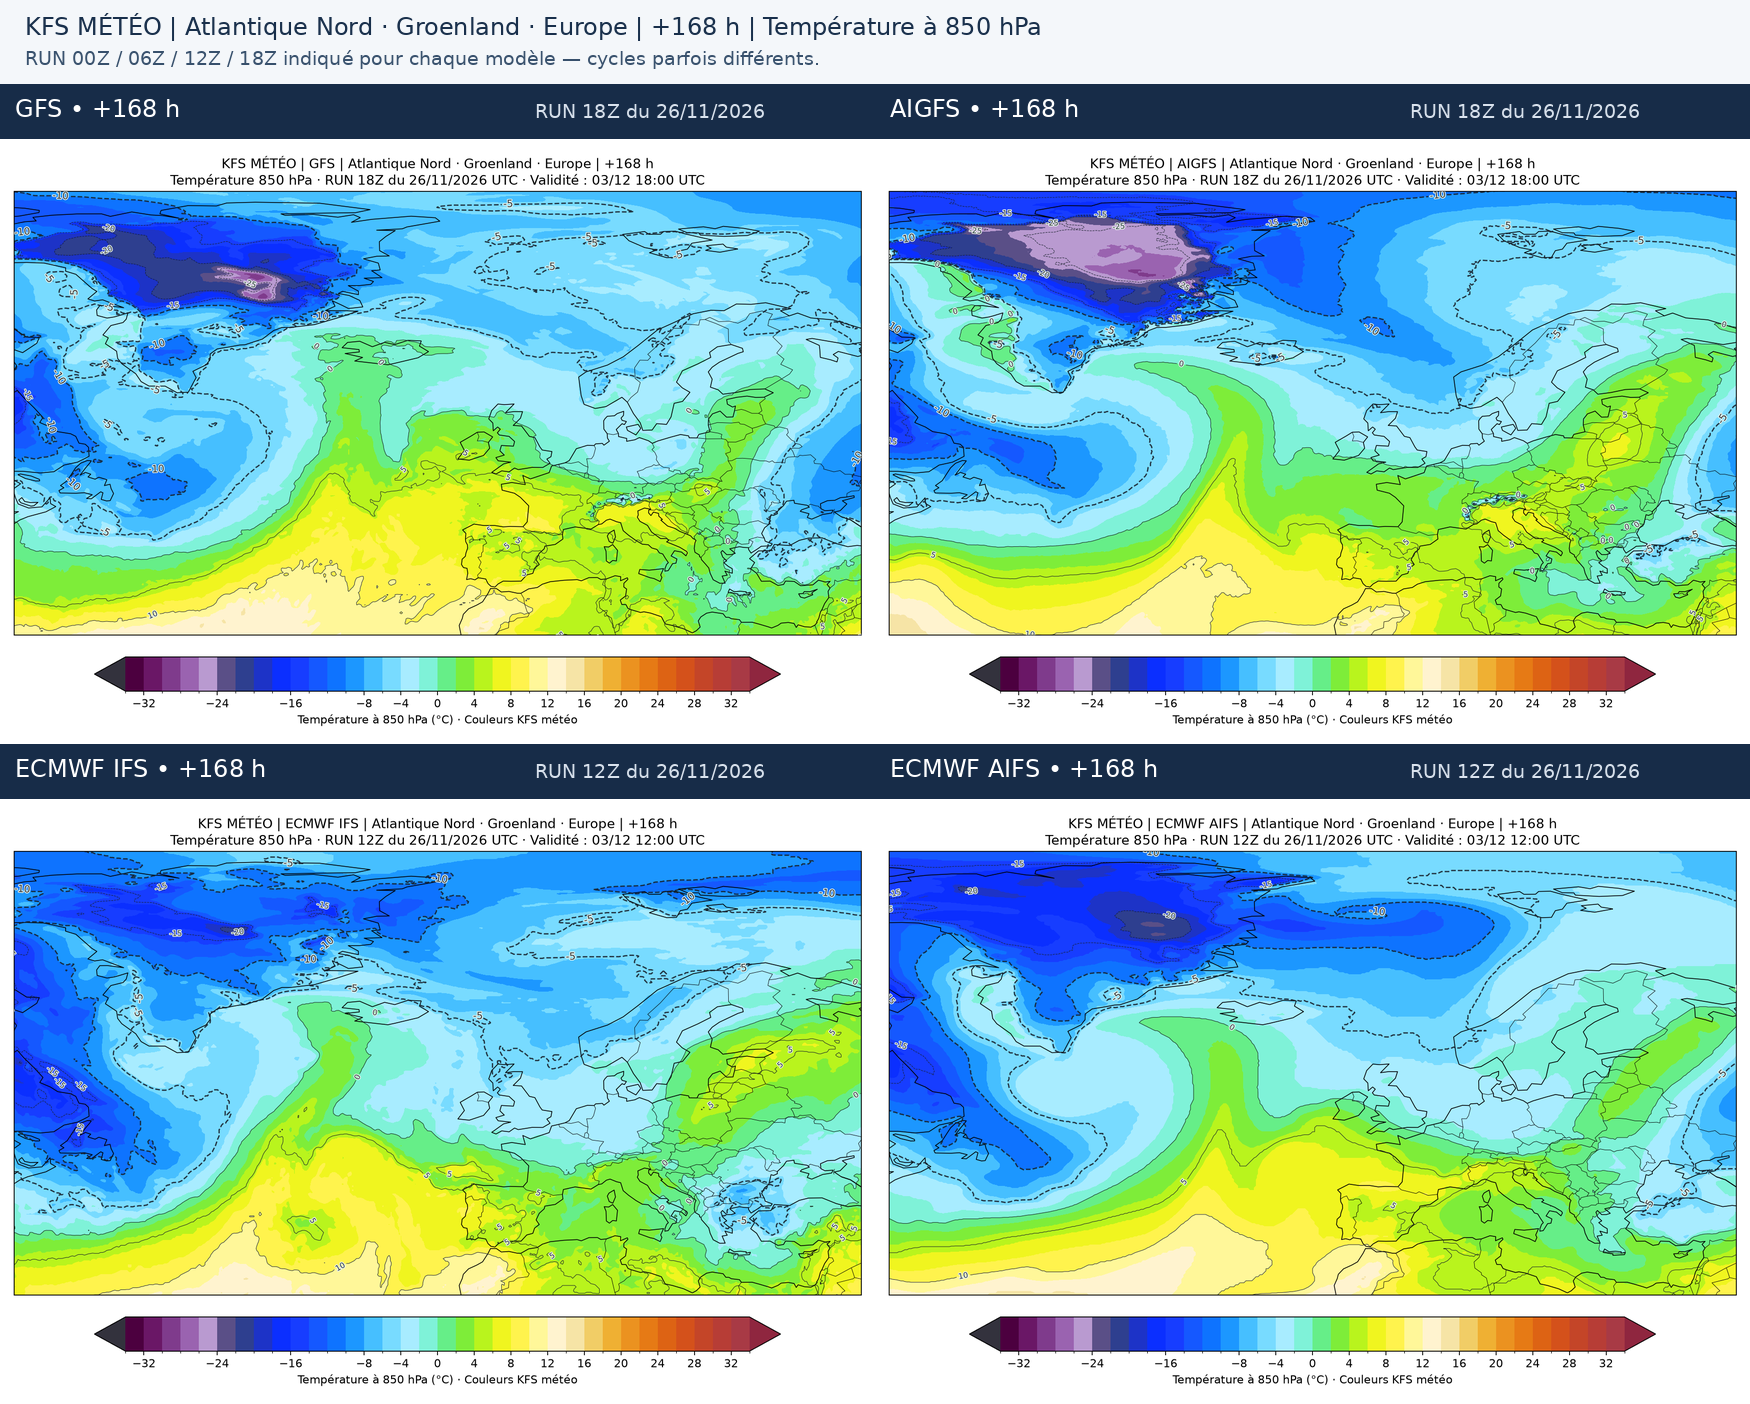 KFS MÉTÉO | Atlantique Nord · Groenland · Europe | +168 h | Température à 850 hPa
RUN 00Z / 06Z / 12Z / 18Z indiqué pour chaque modèle — cycles parfois différents.
GFS • +168 h
RUN 18Z du 26/11/2026
AIGFS • +168 h
RUN 18Z du 26/11/2026
KFS MÉTÉO | GFS | Atlantique Nord · Groenland · Europe | +168 h
Température 850 hPa · RUN 18Z du 26/11/2026 UTC · Validité : 03/12 18:00 UTC
KFS MÉTÉO | AIGFS | Atlantique Nord · Groenland · Europe | +168 h
Température 850 hPa · RUN 18Z du 26/11/2026 UTC · Validité : 03/12 18:00 UTC
−32 −24 −16 −8 −4 0 4 8 12 16 20 24 28 32
Température à 850 hPa (°C) · Couleurs KFS météo
−32 −24 −16 −8 −4 0 4 8 12 16 20 24 28 32
Température à 850 hPa (°C) · Couleurs KFS météo
ECMWF IFS • +168 h
RUN 12Z du 26/11/2026
ECMWF AIFS • +168 h
RUN 12Z du 26/11/2026
KFS MÉTÉO | ECMWF IFS | Atlantique Nord · Groenland · Europe | +168 h
Température 850 hPa · RUN 12Z du 26/11/2026 UTC · Validité : 03/12 12:00 UTC
KFS MÉTÉO | ECMWF AIFS | Atlantique Nord · Groenland · Europe | +168 h
Température 850 hPa · RUN 12Z du 26/11/2026 UTC · Validité : 03/12 12:00 UTC
−32 −24 −16 −8 −4 0 4 8 12 16 20 24 28 32
Température à 850 hPa (°C) · Couleurs KFS météo
−32 −24 −16 −8 −4 0 4 8 12 16 20 24 28 32
Température à 850 hPa (°C) · Couleurs KFS météo